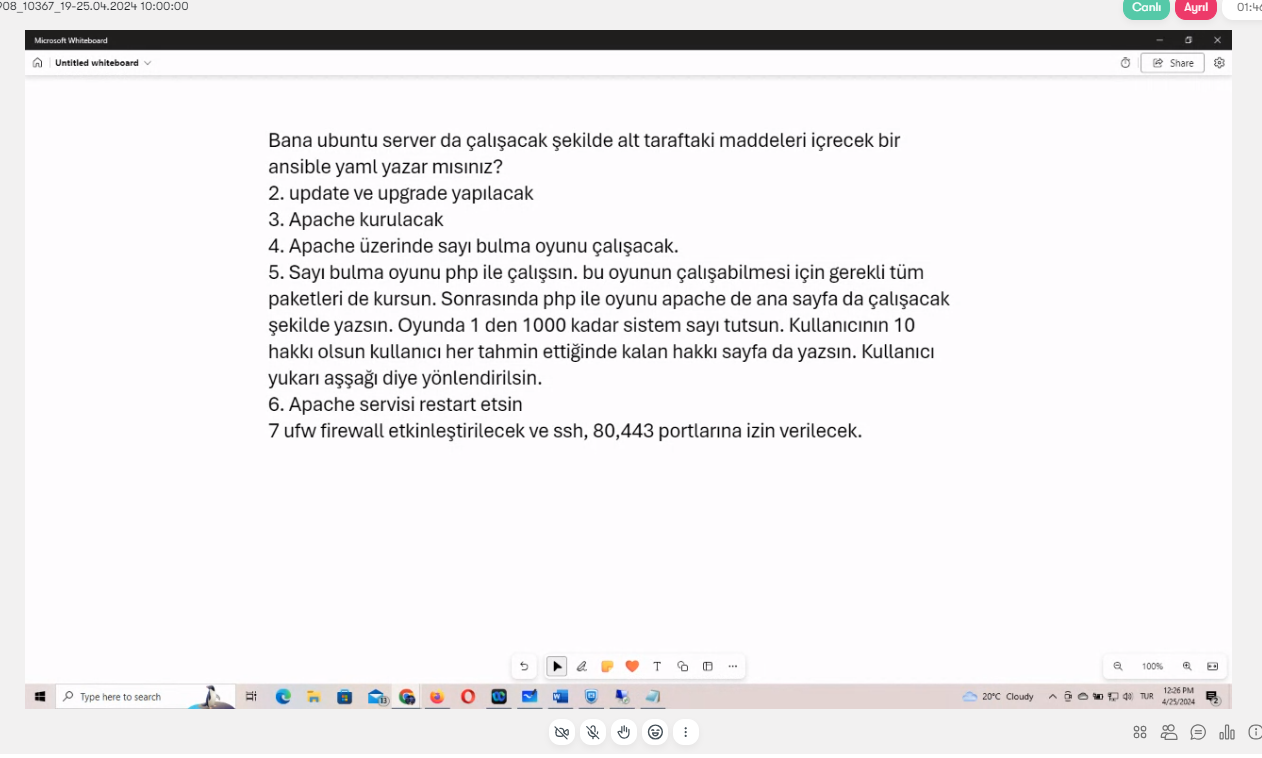 908_10367_19-25.04.2024 10:00:00
Canlı
Ayrıl
Microsoft Whiteboard
Untitled whiteboard
Share
Bana ubuntu server da çalışacak şekilde alt taraftaki maddeleri içrecek bir
ansible yaml yazar mısınız?
2. update ve upgrade yapılacak
3. Apache kurulacak
4. Apache üzerinde sayı bulma oyunu çalışacak.
5. Sayı bulma oyunu php ile çalışsın. bu oyunun çalışabilmesi için gerekli tüm
paketleri de kursun. Sonrasında php ile oyunu apache de ana sayfa da çalışacak
şekilde yazsın. Oyunda 1 den 1000 kadar sistem sayı tutsun. Kullanıcının 10
hakkı olsun kullanıcı her tahmin ettiğinde kalan hakkı sayfa da yazsın. Kullanıcı
yukarı aşşağı diye yönlendirilsin.
6. Apache servisi restart etsin
7 ufw firewall etkinleştirilecek ve ssh, 80,443 portlarına izin verilecek.
100%
Type here to search
13
20°C Cloudy
TUR
12:26 PM
4/25/2024
2